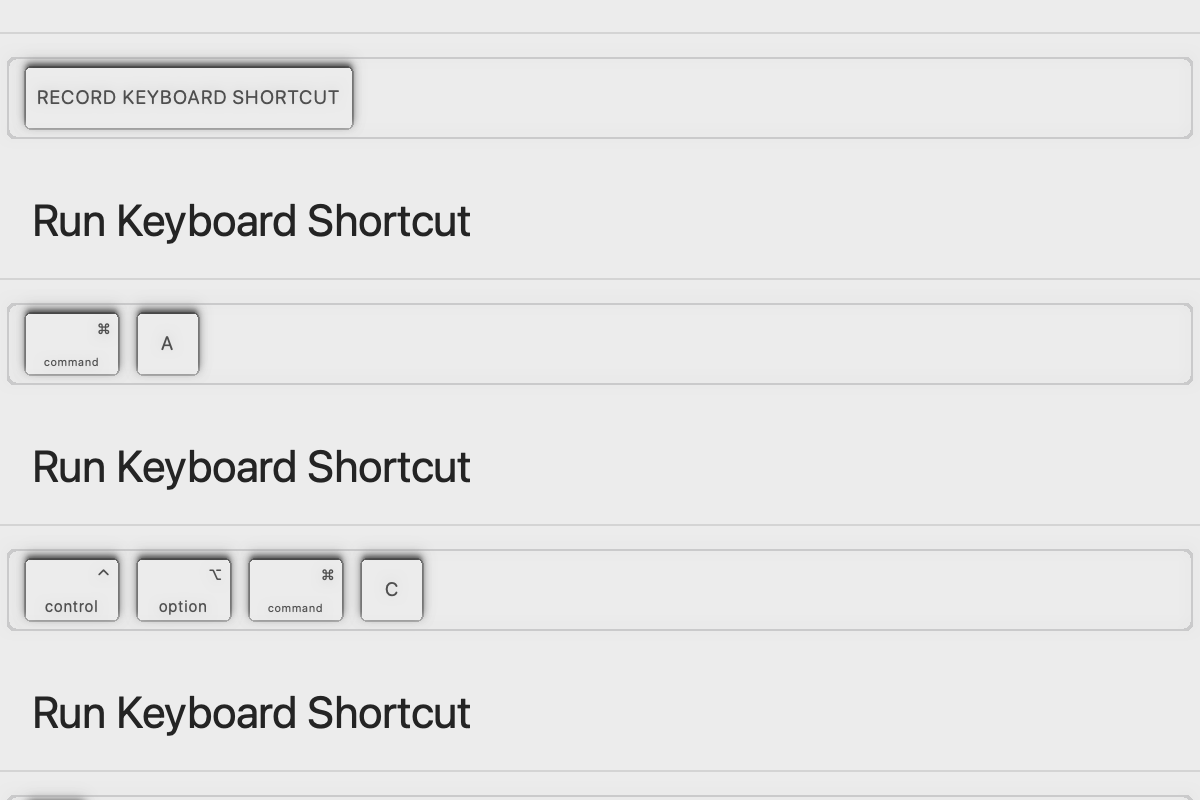 RECORD KEYBOARD SHORTCUT
Run Keyboard Shortcut
⌘
command
A
Run Keyboard Shortcut
^
control
⌥
option
⌘
command
C
Run Keyboard Shortcut